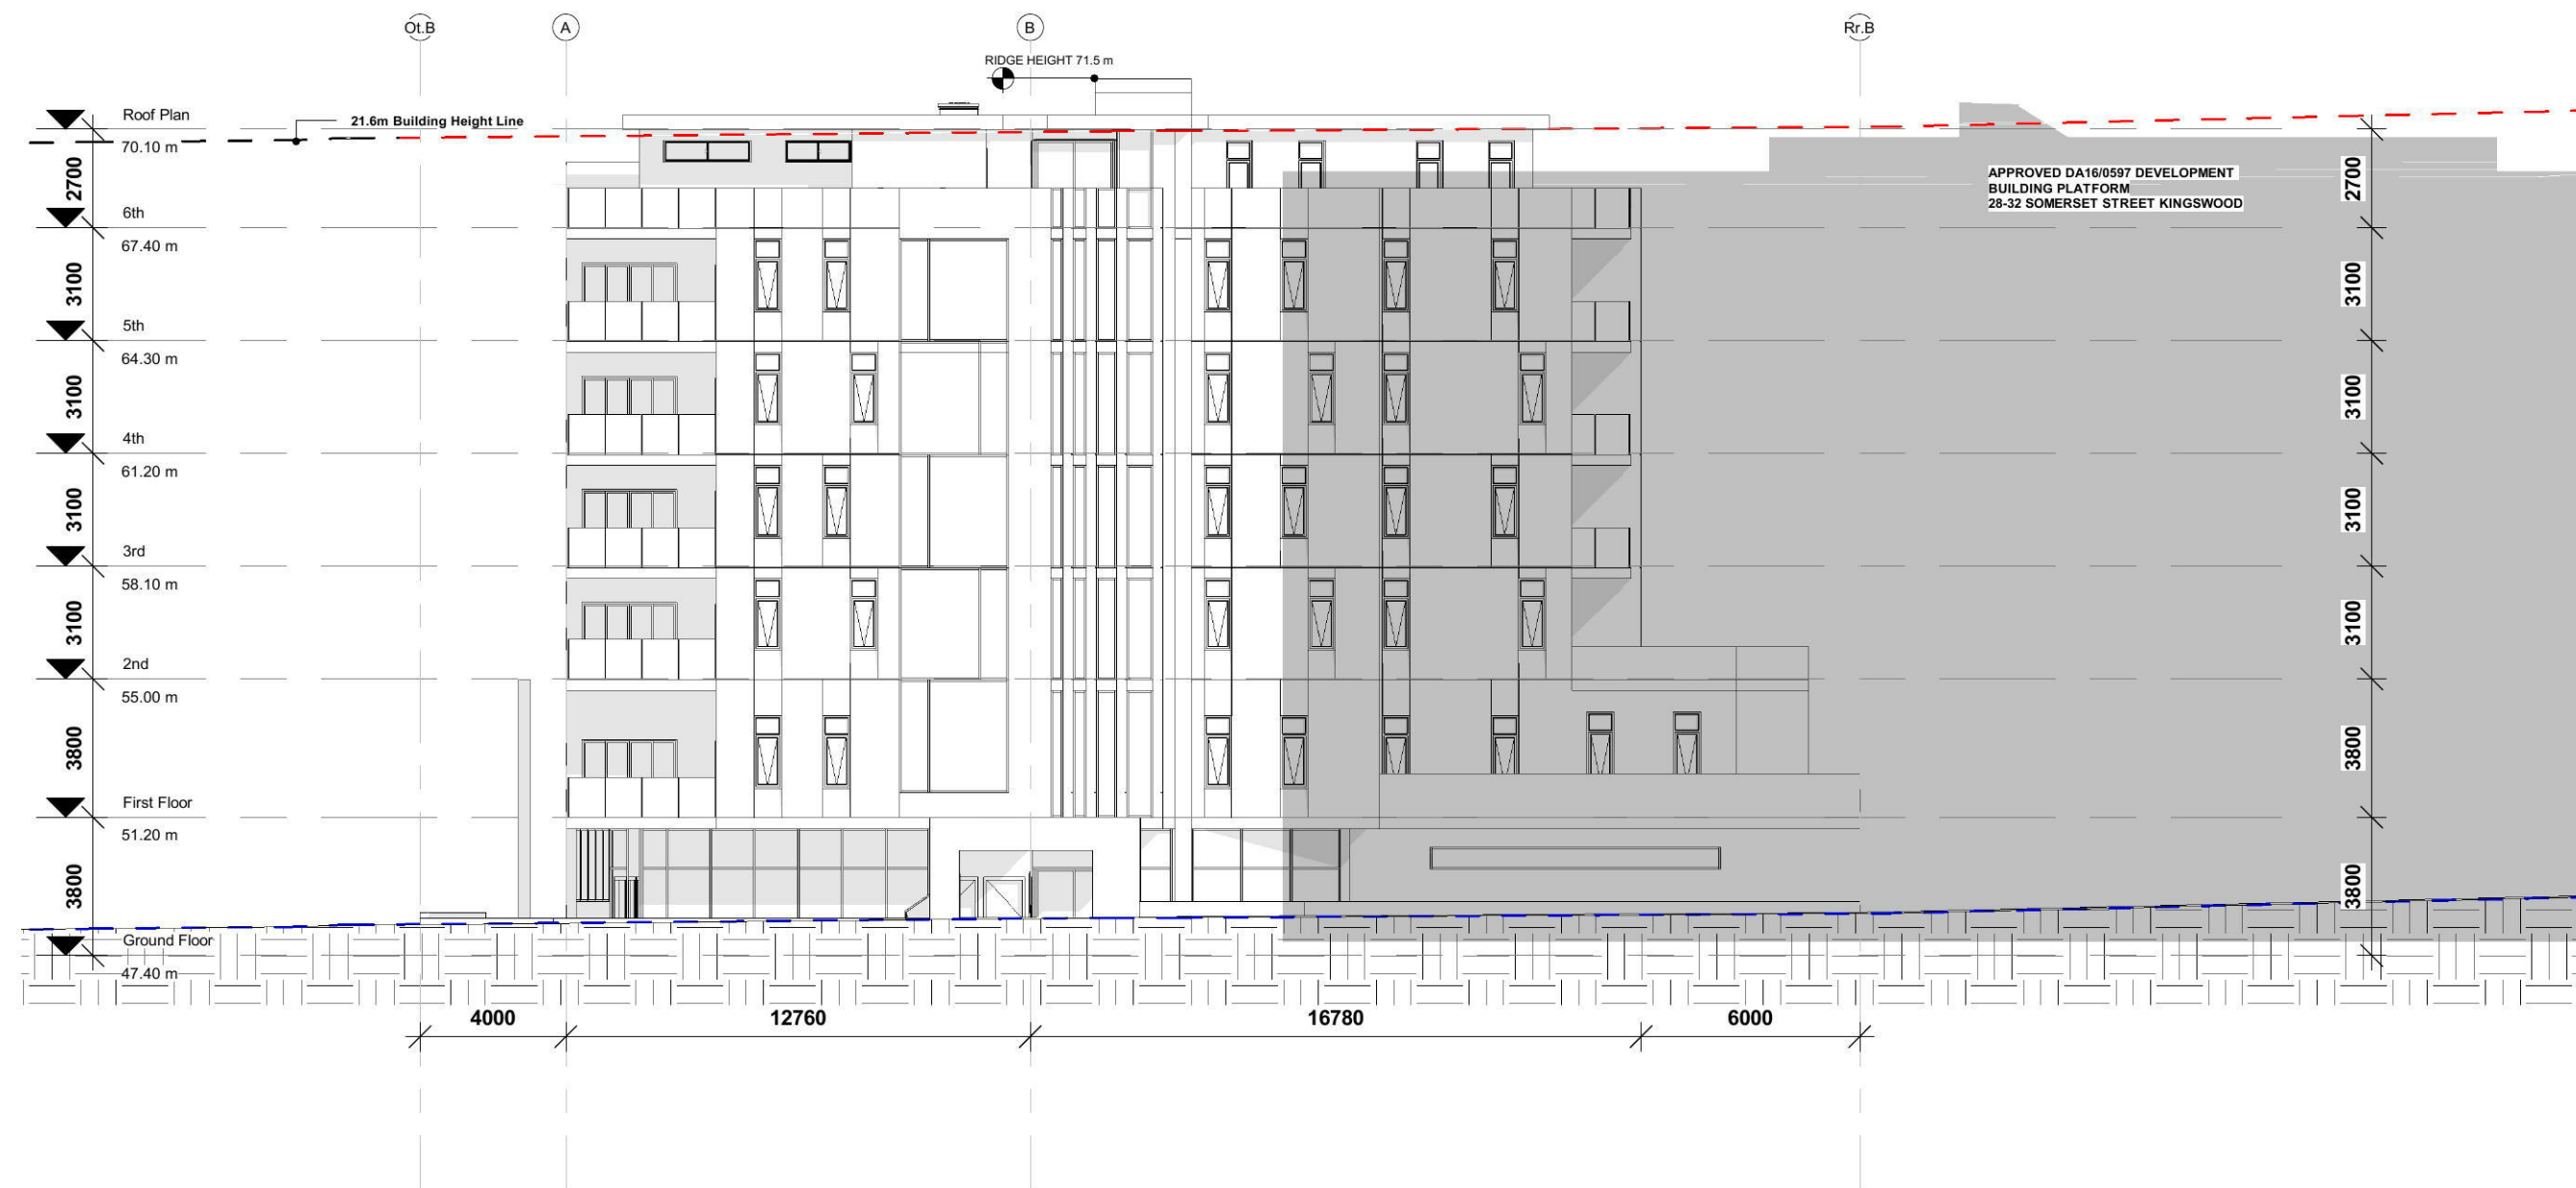 Ot.B
A
B
Rr.B
RIDGE HEIGHT 71.5 m
Roof Plan
70.10 m
21.6m Building Height Line
2700
6th
67.40 m
3100
5th
64.30 m
3100
4th
61.20 m
3100
3rd
58.10 m
3100
2nd
55.00 m
3800
First Floor
51.20 m
3800
Ground Floor
47.40 m
APPROVED DA16/0597 DEVELOPMENT
BUILDING PLATFORM
28-32 SOMERSET STREET KINGSWOOD
2700
3100
3100
3100
3100
3800
3800
4000
12760
16780
6000